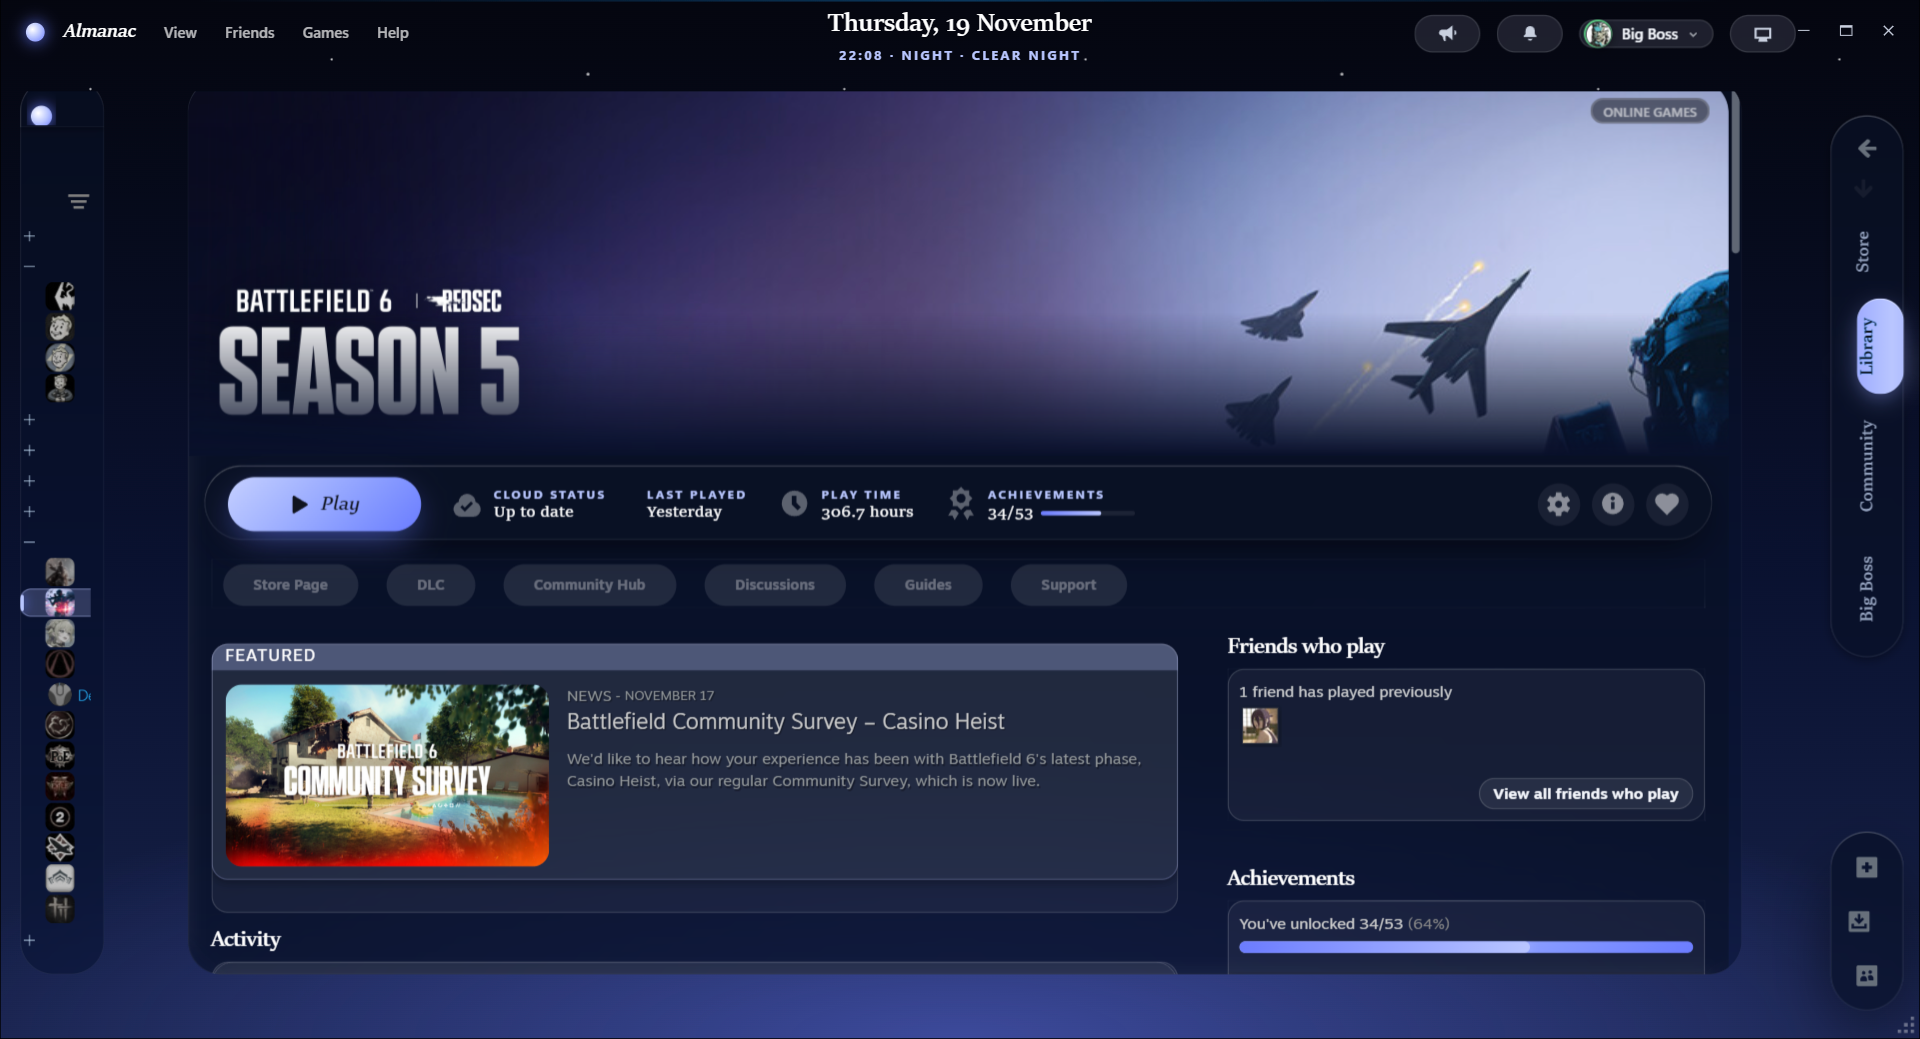 Almanac
View
Friends
Games
Help
Thursday, 19 November
22:08 · NIGHT · CLEAR NIGHT
Big Boss
ONLINE GAMES
BATTLEFIELD 6 | REDSEC
SEASON 5
Play
CLOUD STATUS
Up to date
LAST PLAYED
Yesterday
PLAY TIME
306.7 hours
ACHIEVEMENTS
34/53
Store Page
DLC
Community Hub
Discussions
Guides
Support
FEATURED
BATTLEFIELD 6
COMMUNITY SURVEY
NEWS - NOVEMBER 17
Battlefield Community Survey – Casino Heist
We'd like to hear how your experience has been with Battlefield 6's latest phase,
Casino Heist, via our regular Community Survey, which is now live.
Activity
Friends who play
1 friend has played previously
View all friends who play
Achievements
You've unlocked 34/53 (64%)
Store
Library
Community
Big Boss
De
2